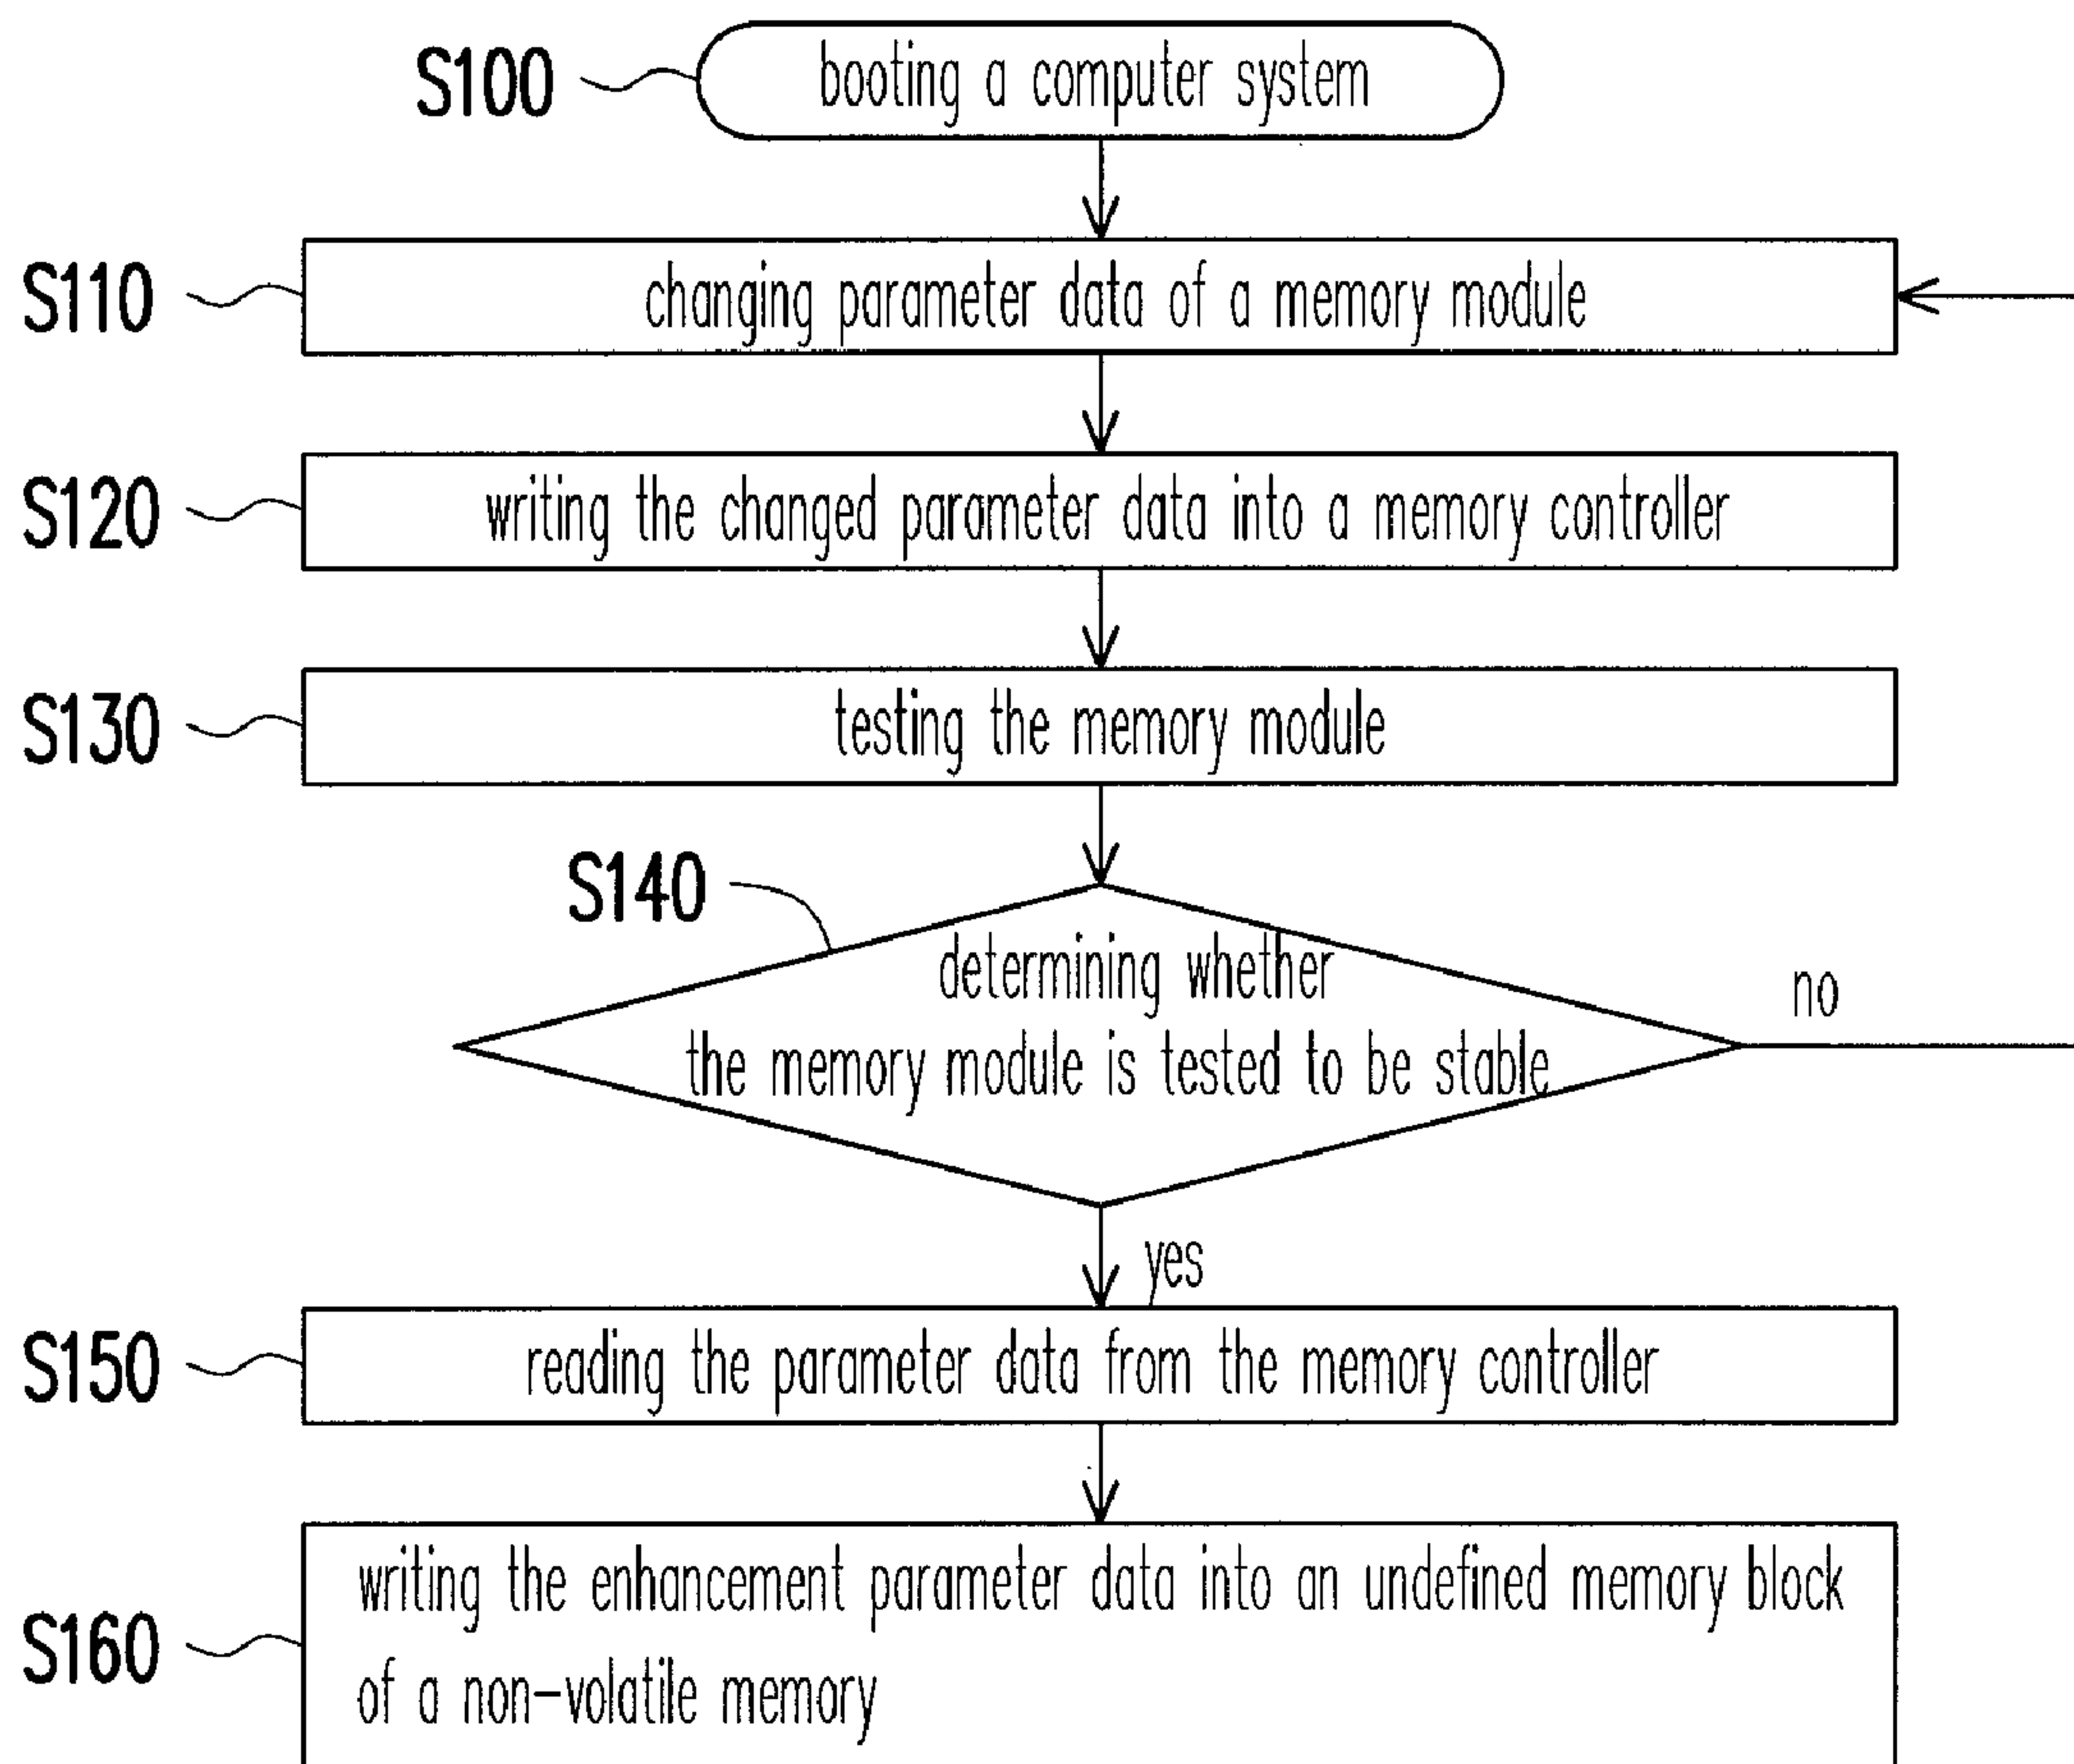 S100 booting a computer system
S110 changing parameter data of a memory module
S120 writing the changed parameter data into a memory controller
S130 testing the memory module
S140
determining whether
the memory module is tested to be stable
no
yes
S150 reading the parameter data from the memory controller
writing the enhancement parameter data into an undefined memory block
S160
of a non-volatile memory